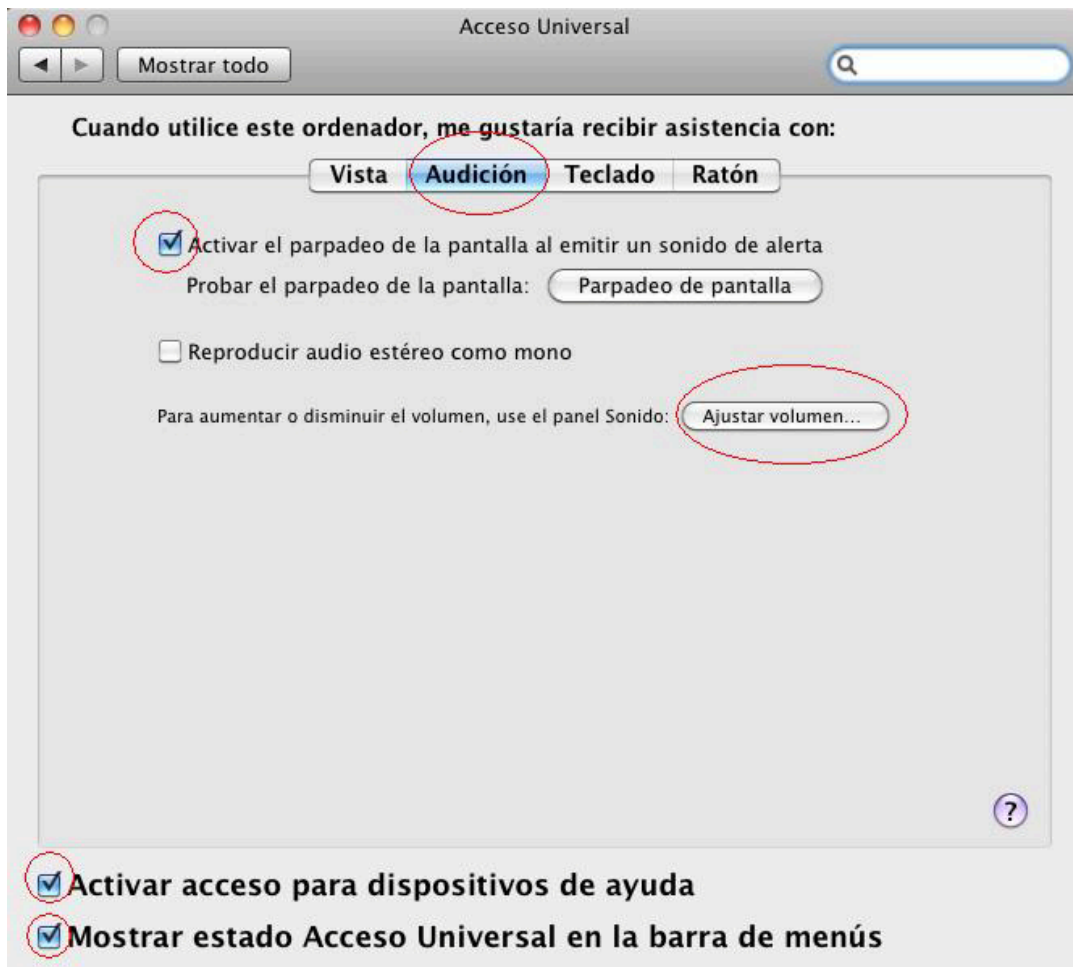 Acceso Universal
Mostrar todo
Cuando utilice este ordenador, me gustaría recibir asistencia con:
Vista Audición Teclado Ratón
Activar el parpadeo de la pantalla al emitir un sonido de alerta
Probar el parpadeo de la pantalla: Parpadeo de pantalla
Reproducir audio estéreo como mono
Para aumentar o disminuir el volumen, use el panel Sonido: Ajustar volumen...
?
Activar acceso para dispositivos de ayuda
Mostrar estado Acceso Universal en la barra de menús